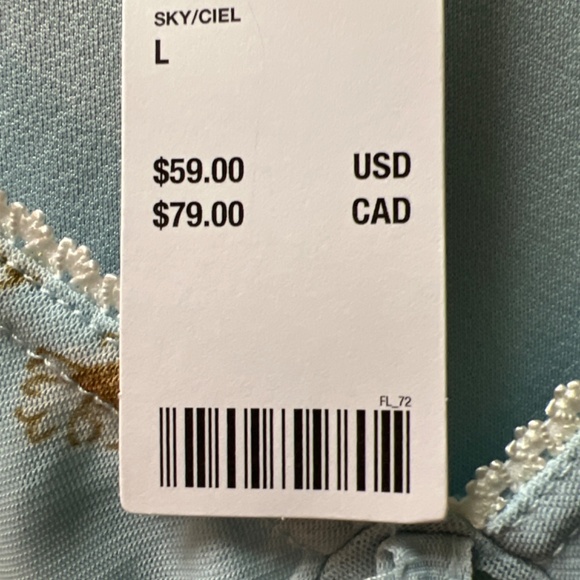 SKY/CIEL
L
$59.00 USD
$79.00 CAD
FL_72